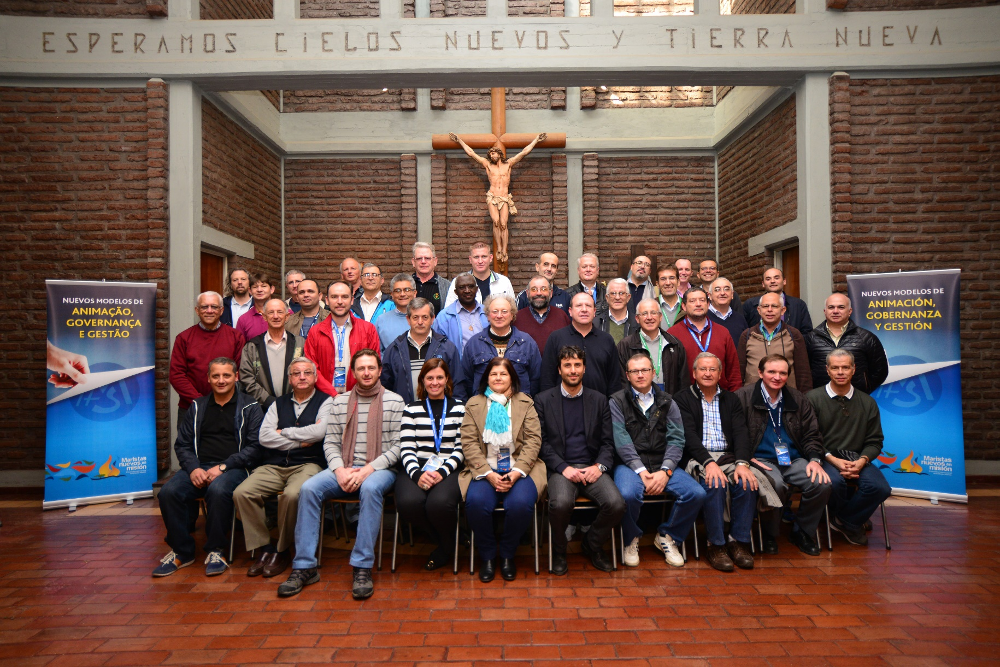 ESPERAMOS CIELOS NUEVOS Y TIERRA NUEVA
NUEVOS MODELOS DE
ANIMAÇÃO,
GOVERNANÇA
E GESTÃO
Maristas
nuevos en
misión
NUEVOS MODELOS DE
ANIMACIÓN,
GOBERNANZA
Y GESTIÓN
Maristas
nuevos en
misión